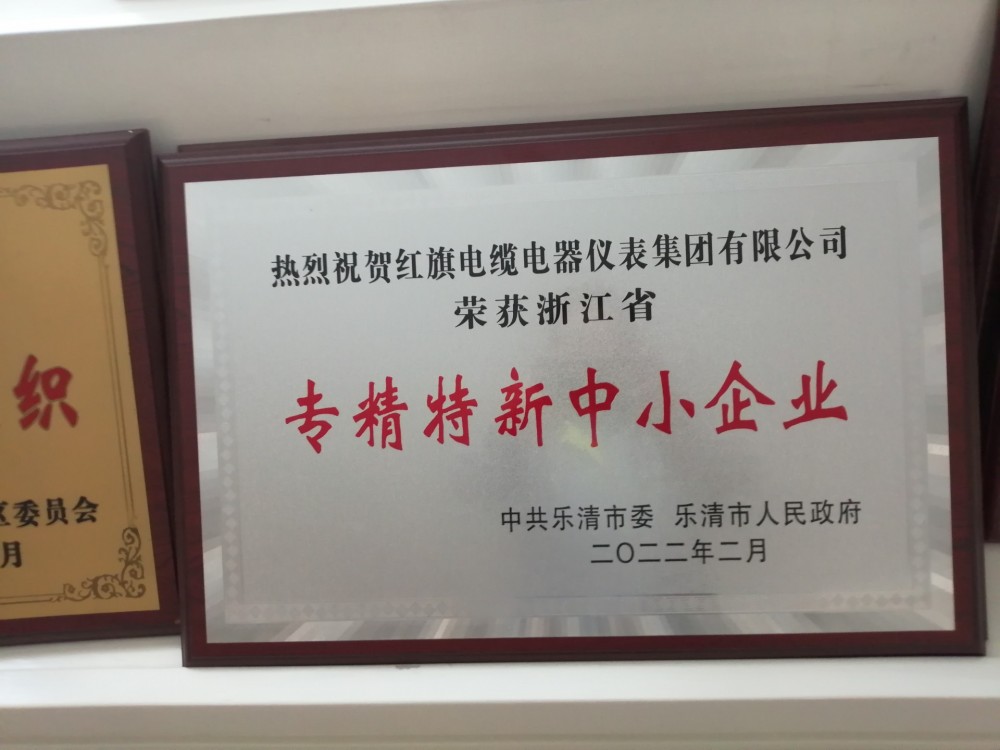 热烈祝贺红旗电缆电器仪表集团有限公司
荣获浙江省
专精特新中小企业
中共乐清市委 乐清市人民政府
二〇二二年二月
织
委员会
月